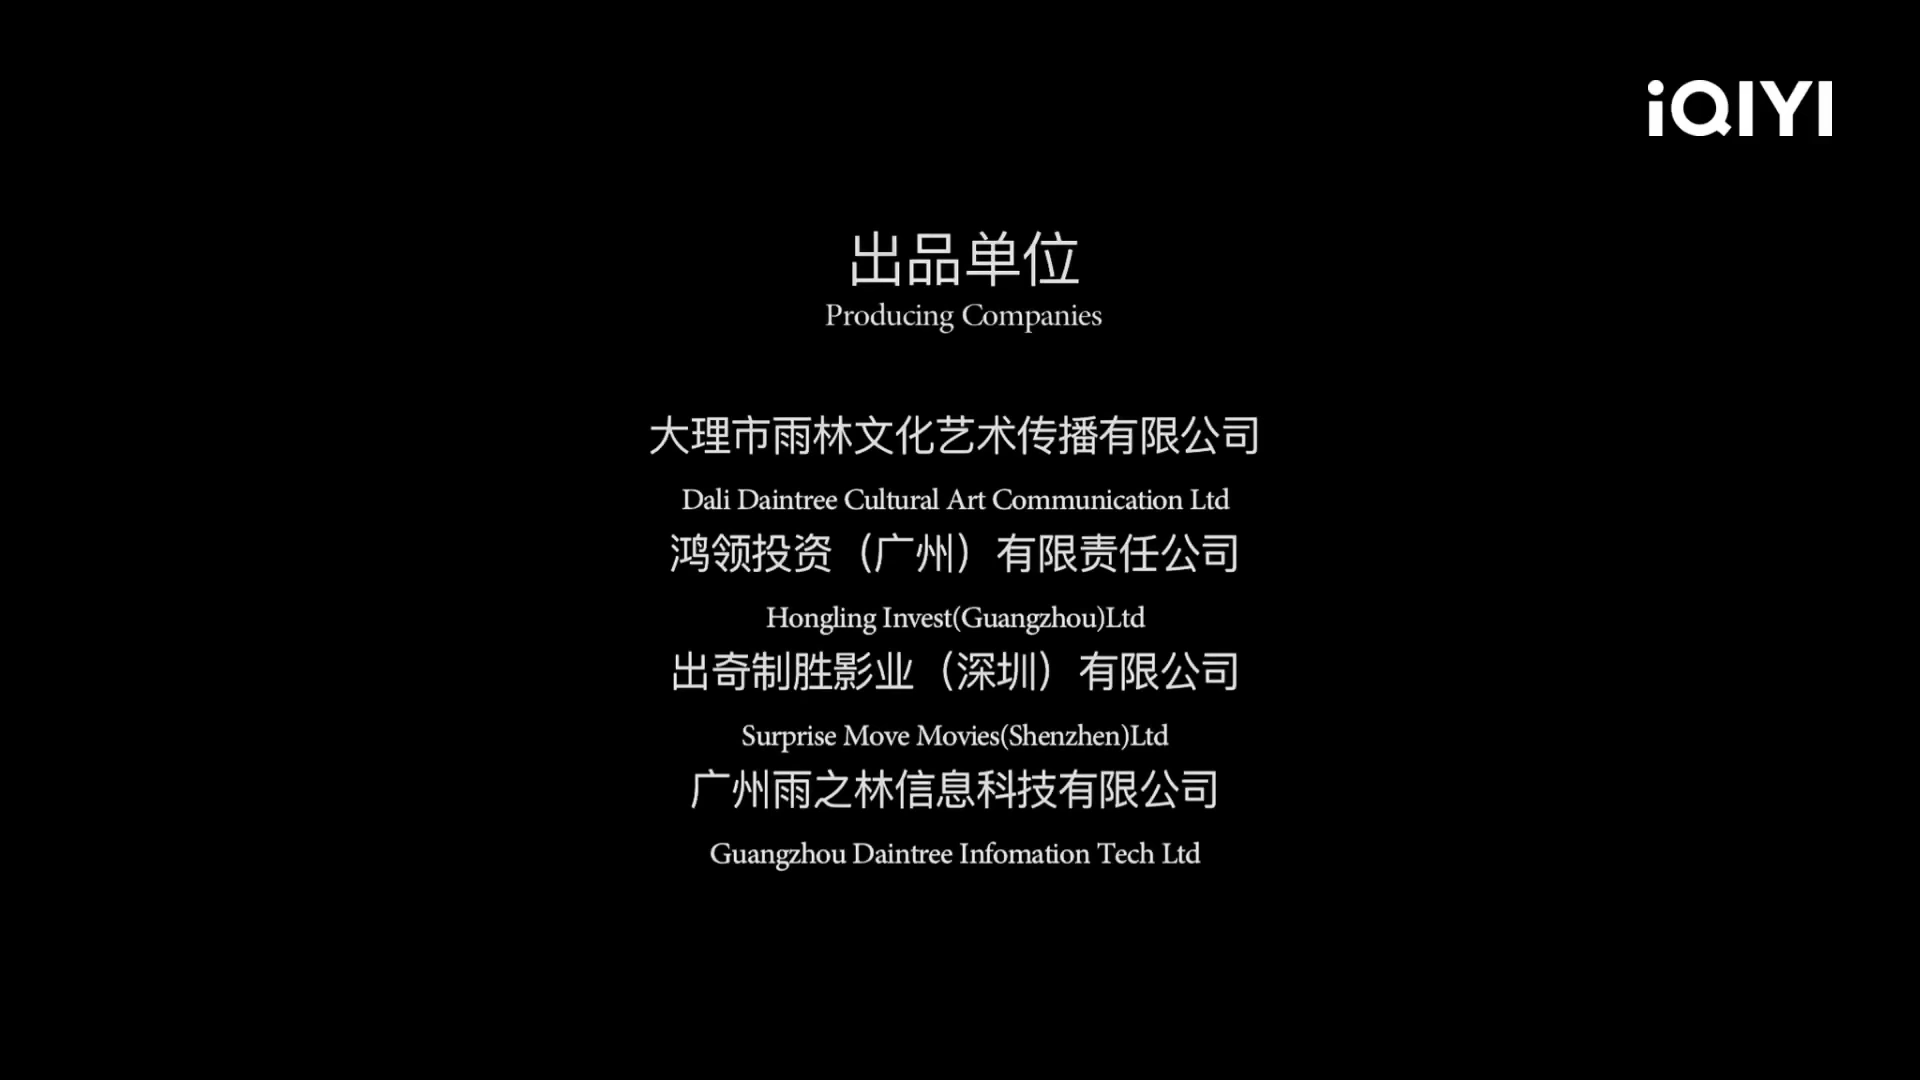 iQIYI
出品单位
Producing Companies
大理市雨林文化艺术传播有限公司
Dali Daintree Cultural Art Communication Ltd
鸿领投资（广州）有限责任公司
Hongling Invest(Guangzhou)Ltd
出奇制胜影业（深圳）有限公司
Surprise Move Movies(Shenzhen)Ltd
广州雨之林信息科技有限公司
Guangzhou Daintree Infomation Tech Ltd